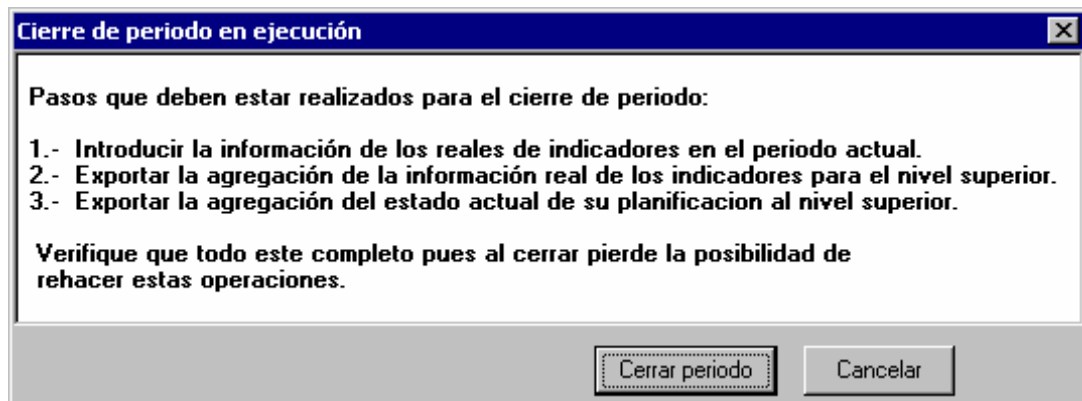 Cierre de periodo en ejecución
Pasos que deben estar realizados para el cierre de periodo:
1.- Introducir la información de los reales de indicadores en el periodo actual.
2.- Exportar la agregación de la información real de los indicadores para el nivel superior.
3.- Exportar la agregación del estado actual de su planificacion al nivel superior.
Verifique que todo este completo pues al cerrar pierde la posibilidad de
rehacer estas operaciones.
Cerrar periodo
Cancelar